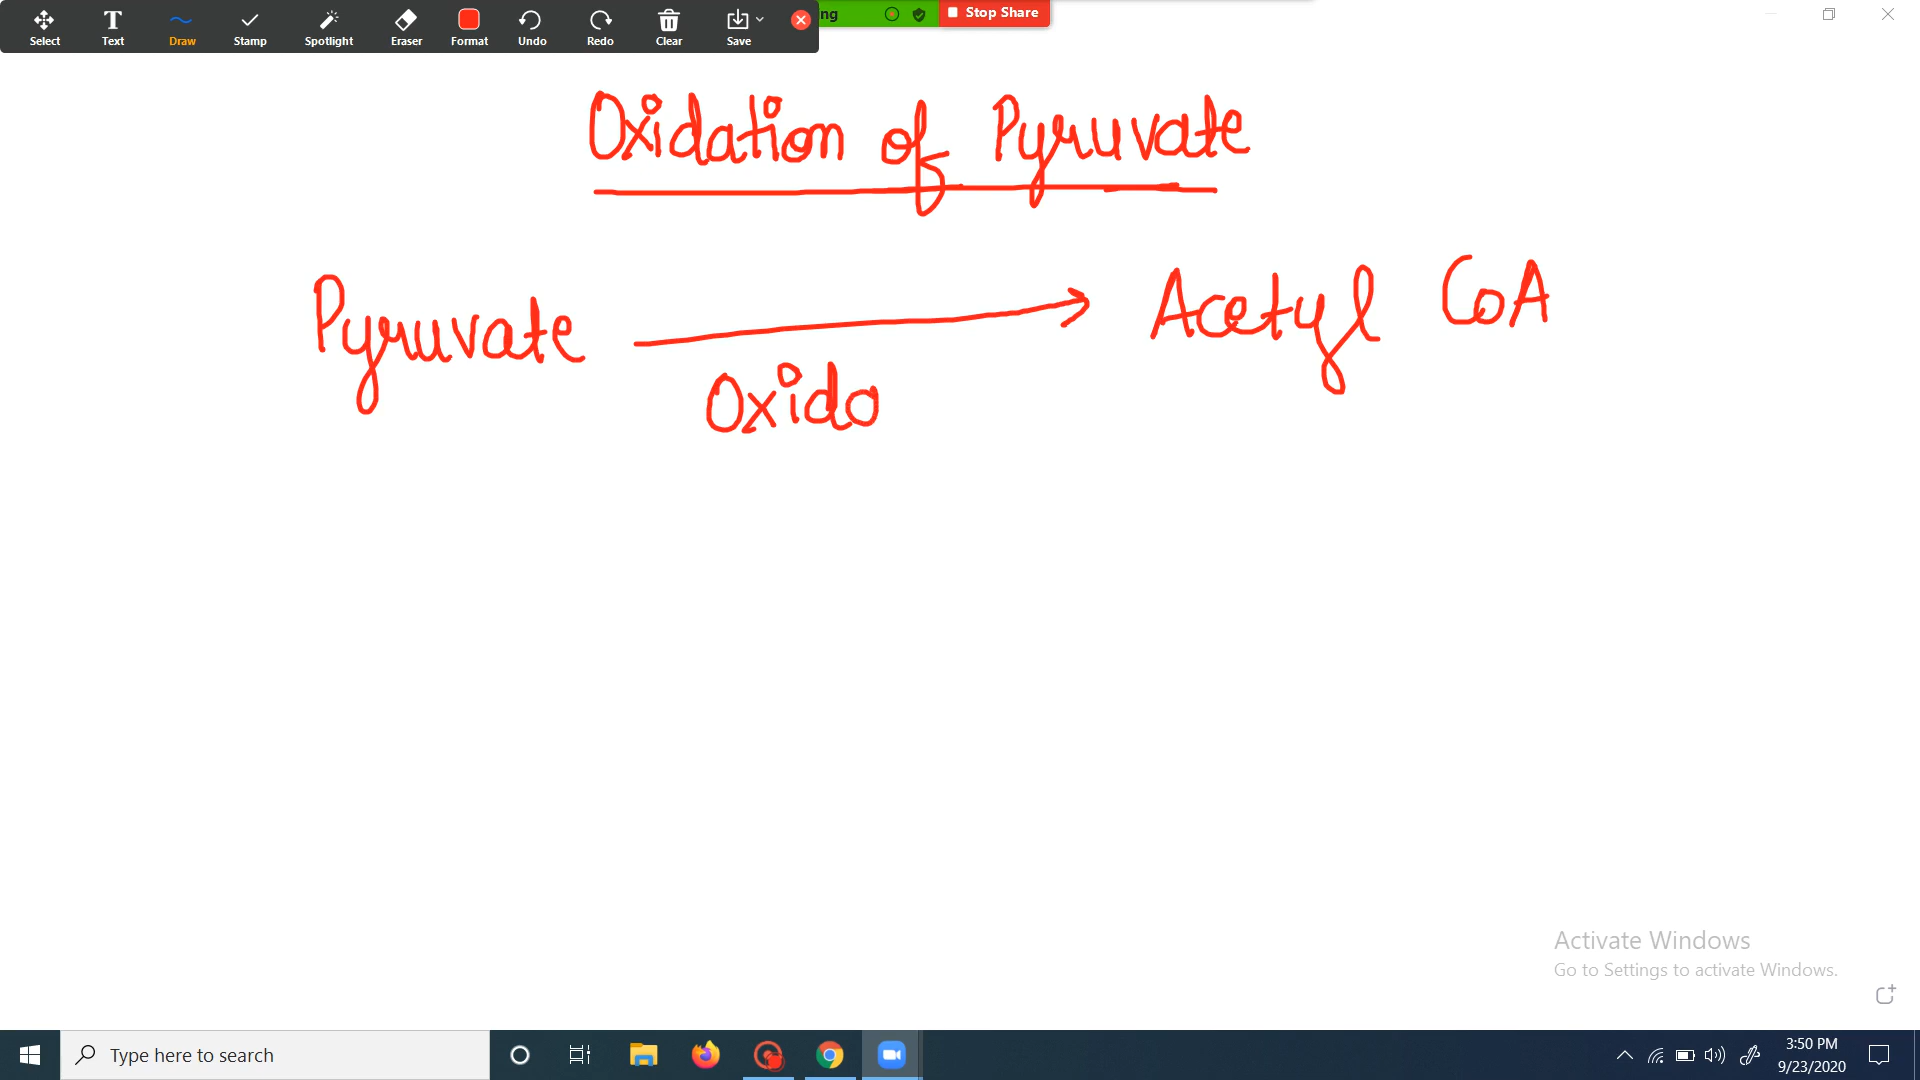 Select Text Draw Stamp Spotlight Eraser Format Undo Redo Clear Save ng Stop Share
Oxidation of Pyruvate
Pyruvate Acetyl CoA
Oxido
Activate Windows
Go to Settings to activate Windows.
Type here to search
3:50 PM
9/23/2020